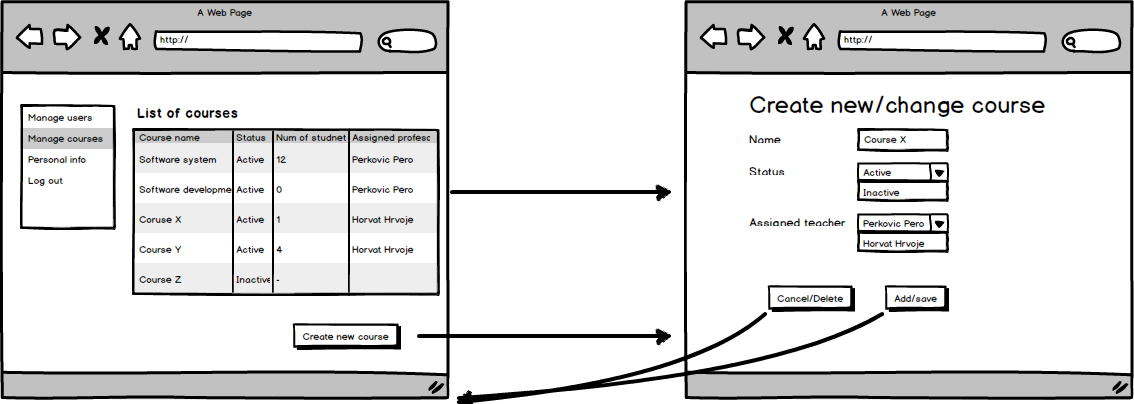 A Web Page
http://
Manage users
Manage courses
Personal info
Log out
List of courses
Course name Status Num of studnet Assigned profesc
Software system Active 12 Perkovic Pero
Software developme Active 0 Perkovic Pero
Coruse X Active 1 Horvat Hrvoje
Course Y Active 4 Horvat Hrvoje
Course Z Inactive -
Create new course
A Web Page
http://
Create new/change course
Name Course X
Status Active
Inactive
Assigned teacher Perkovic Pero
Horvat Hrvoje
Cancel/Delete Add/save